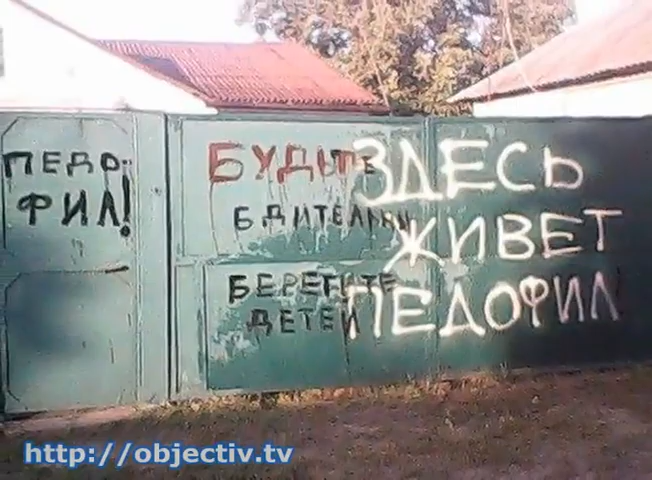 ПЕДО-
ФИЛ!
БУДЬТЕ
БДИТЕЛЬНЫ
БЕРЕГИТЕ
ДЕТЕЙ
ЗДЕСЬ
ЖИВЕТ
ПЕДОФИЛ
http://objectiv.tv